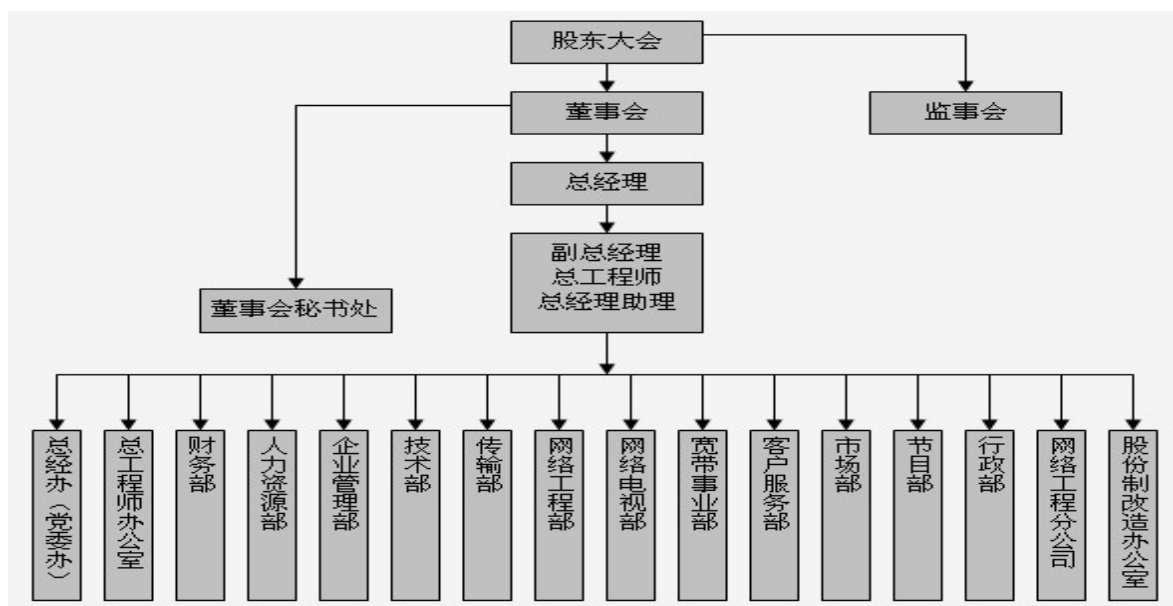 股东大会
董事会
监事会
总经理
副总经理
总工程师
总经理助理
董事会秘书处
总经办（党委办）
总工程师办公室
财务部
人力资源部
企业管理部
技术部
传输部
网络工程部
网络电视部
宽带事业部
客户服务部
市场部
节目部
行政部
网络工程分公司
股份制改造办公室